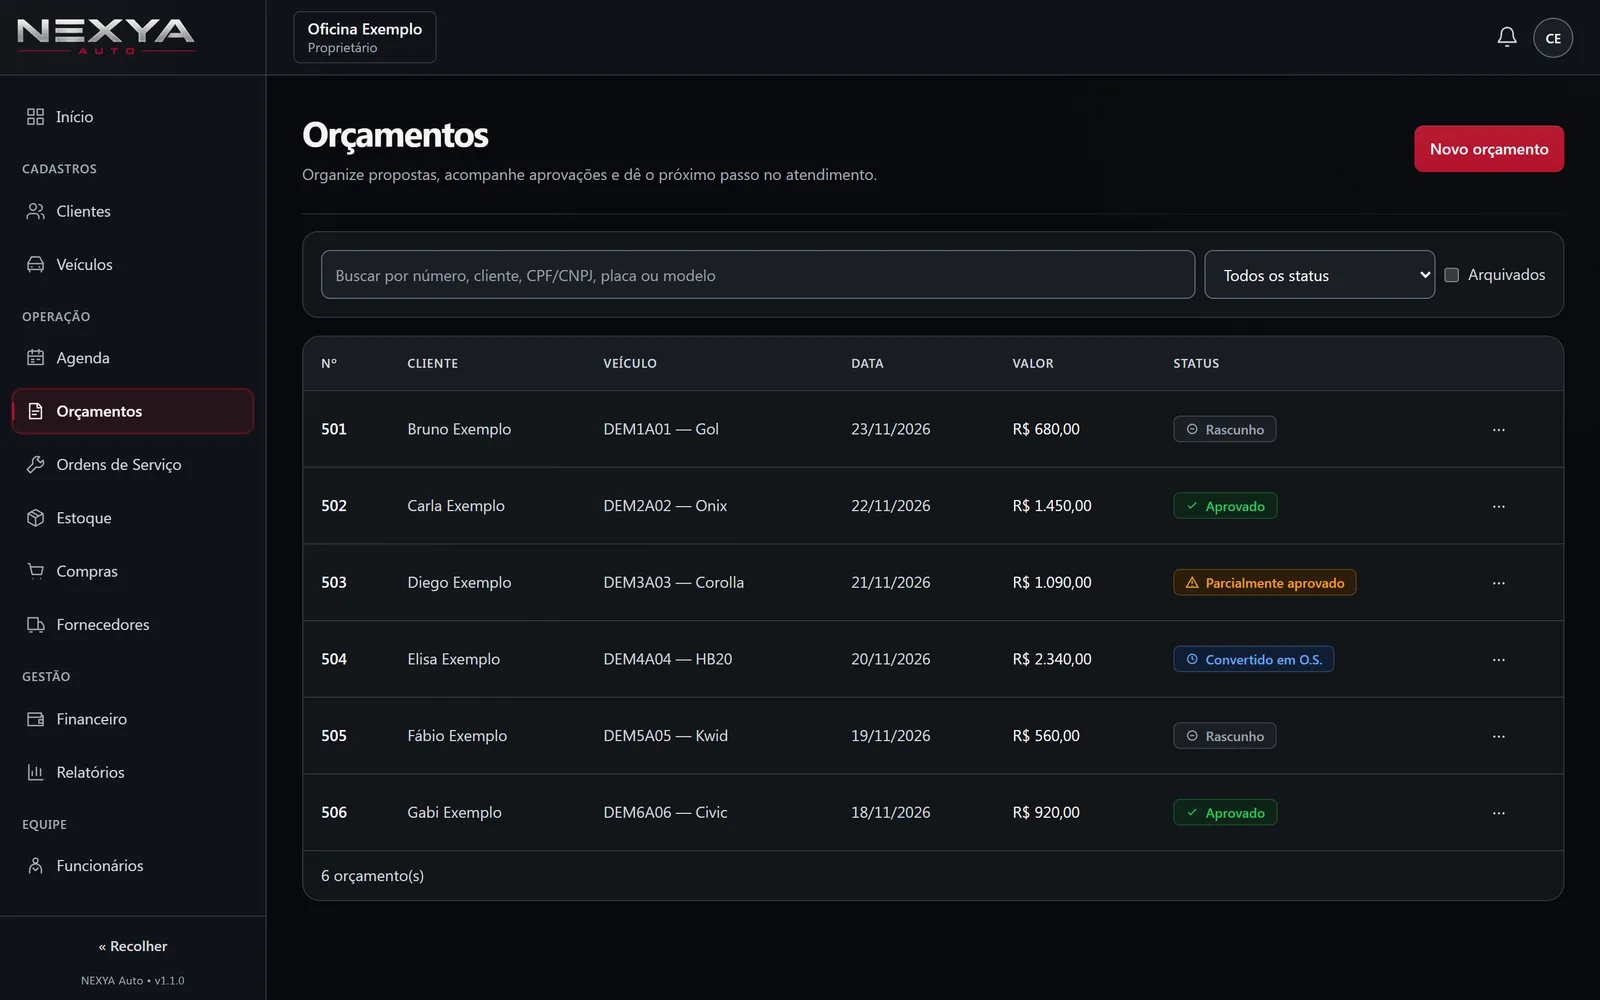 NEXYA
AUTO
Oficina Exemplo
Proprietário
CE
Início
CADASTROS
Clientes
Veículos
OPERAÇÃO
Agenda
Orçamentos
Ordens de Serviço
Estoque
Compras
Fornecedores
GESTÃO
Financeiro
Relatórios
EQUIPE
Funcionários
« Recolher
NEXYA Auto • v1.1.0
Orçamentos
Organize propostas, acompanhe aprovações e dê o próximo passo no atendimento.
Novo orçamento
Buscar por número, cliente, CPF/CNPJ, placa ou modelo
Todos os status
Arquivados
Nº CLIENTE VEÍCULO DATA VALOR STATUS
501 Bruno Exemplo DEM1A01 — Gol 23/11/2026 R$ 680,00 Rascunho ...
502 Carla Exemplo DEM2A02 — Onix 22/11/2026 R$ 1.450,00 Aprovado ...
503 Diego Exemplo DEM3A03 — Corolla 21/11/2026 R$ 1.090,00 Parcialmente aprovado ...
504 Elisa Exemplo DEM4A04 — HB20 20/11/2026 R$ 2.340,00 Convertido em O.S. ...
505 Fábio Exemplo DEM5A05 — Kwid 19/11/2026 R$ 560,00 Rascunho ...
506 Gabi Exemplo DEM6A06 — Civic 18/11/2026 R$ 920,00 Aprovado ...
6 orçamento(s)